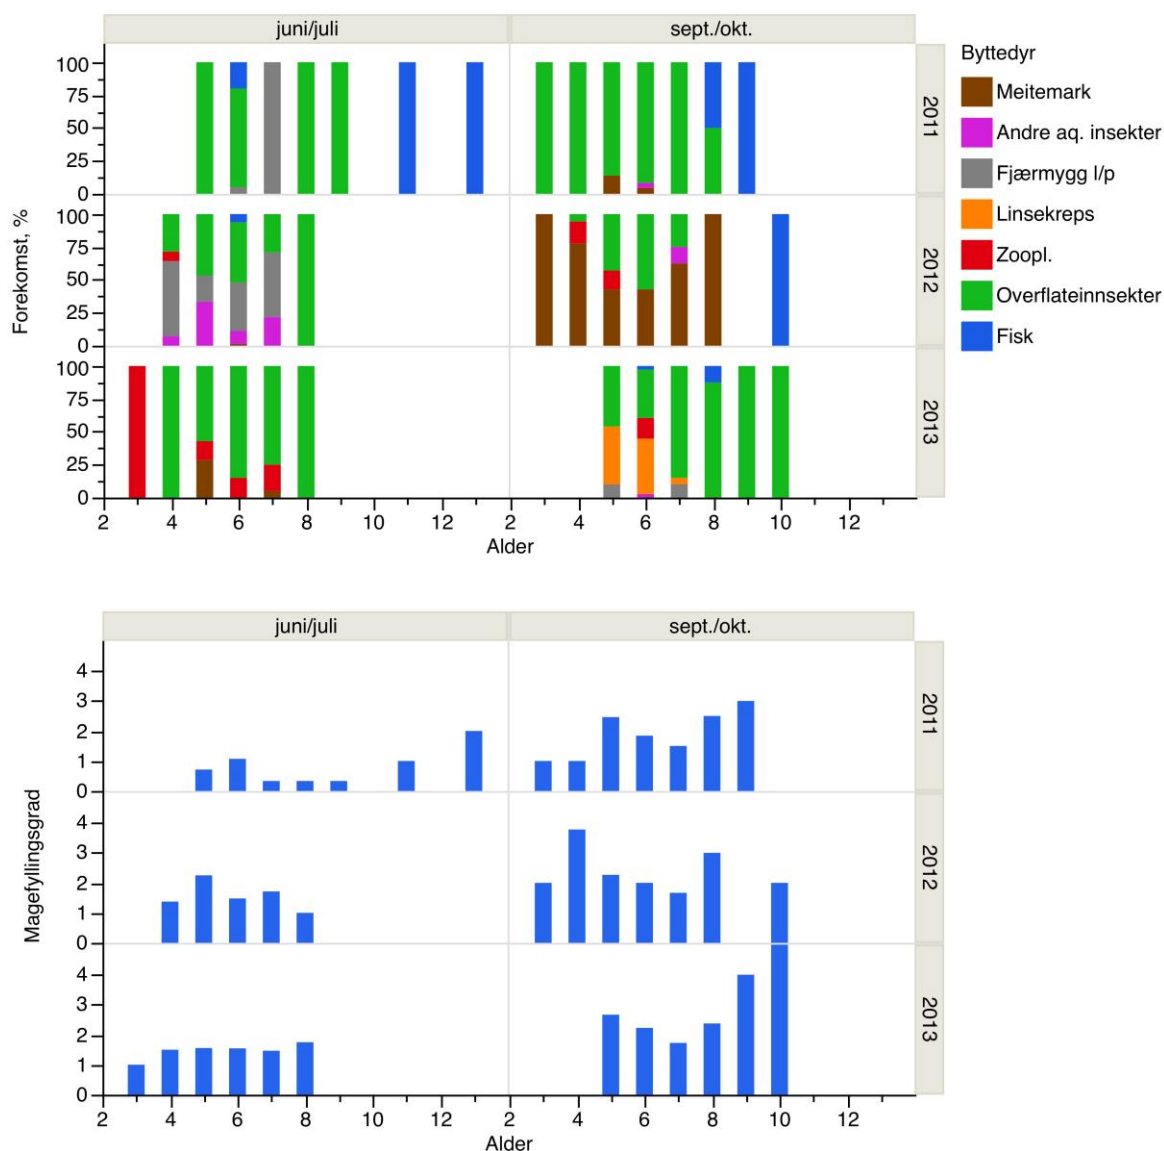 juni/juli sept./okt.
Byttedyr
Meitemark
Andre aq. insekter
Fjærmygg l/p
Linsekreps
Zoopl.
Overflateinnsekter
Fisk
Forekomst, %
100
75
50
25
0
2011
100
75
50
25
0
2012
100
75
50
25
0
2013
2 4 6 8 10 12 2 4 6 8 10 12
Alder
juni/juli sept./okt.
Magefyllingsgrad
4
3
2
1
0
2011
4
3
2
1
0
2012
4
3
2
1
0
2013
2 4 6 8 10 12 2 4 6 8 10 12
Alder